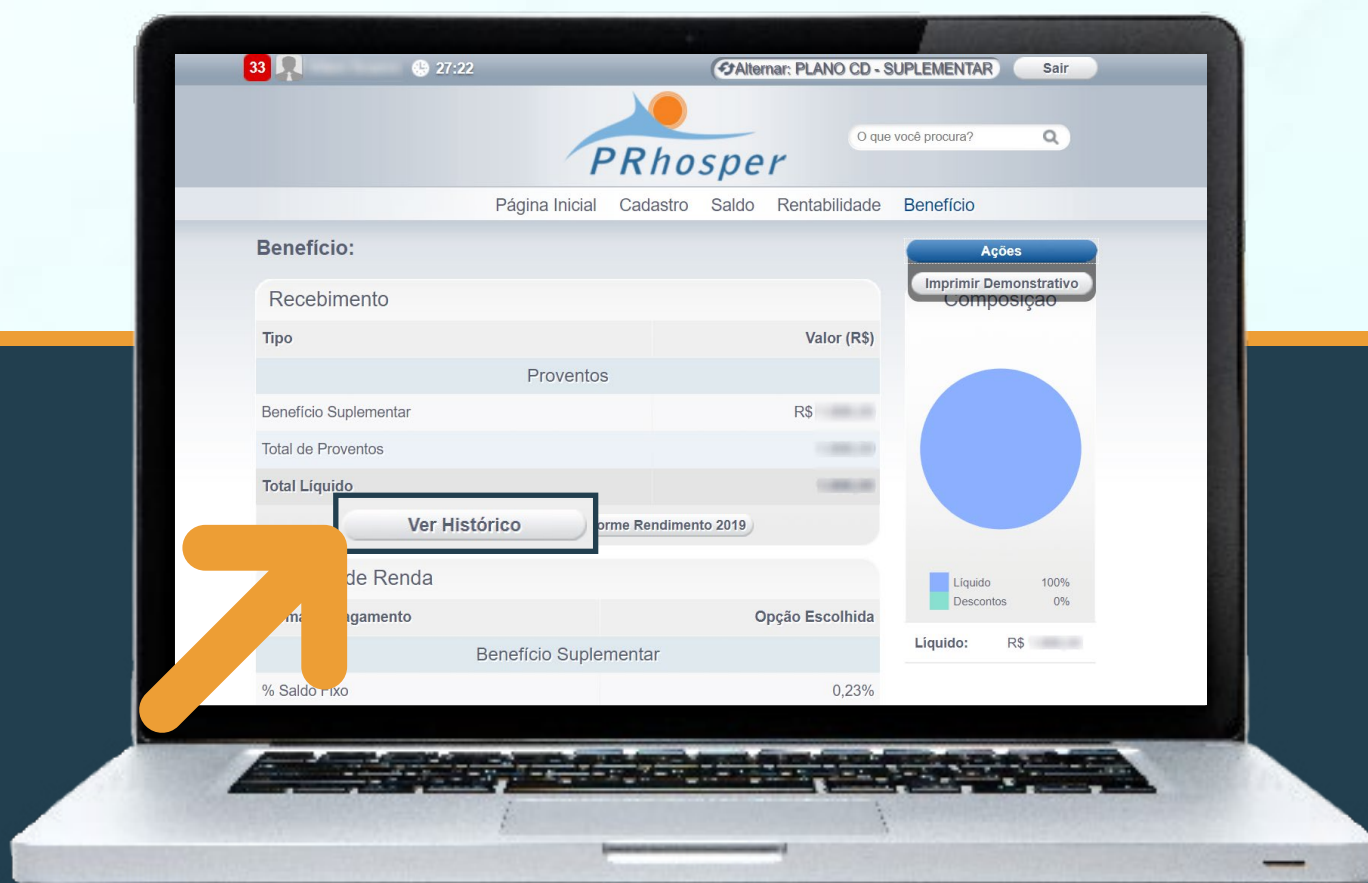 33 27:22 Alternar: PLANO CD - SUPLEMENTAR Sair
PRhosper
O que você procura?
Página Inicial Cadastro Saldo Rentabilidade Benefício
Benefício:
Ações
Imprimir Demonstrativo
Composição
Recebimento
Tipo Valor (R$)
Proventos
Benefício Suplementar R$
Total de Proventos
Total Líquido
Ver Histórico Rendimento 2019
de Renda
Opção Escolhida
Benefício Suplementar
% Saldo Fixo 0,23%
Líquido 100%
Descontos 0%
Líquido: R$